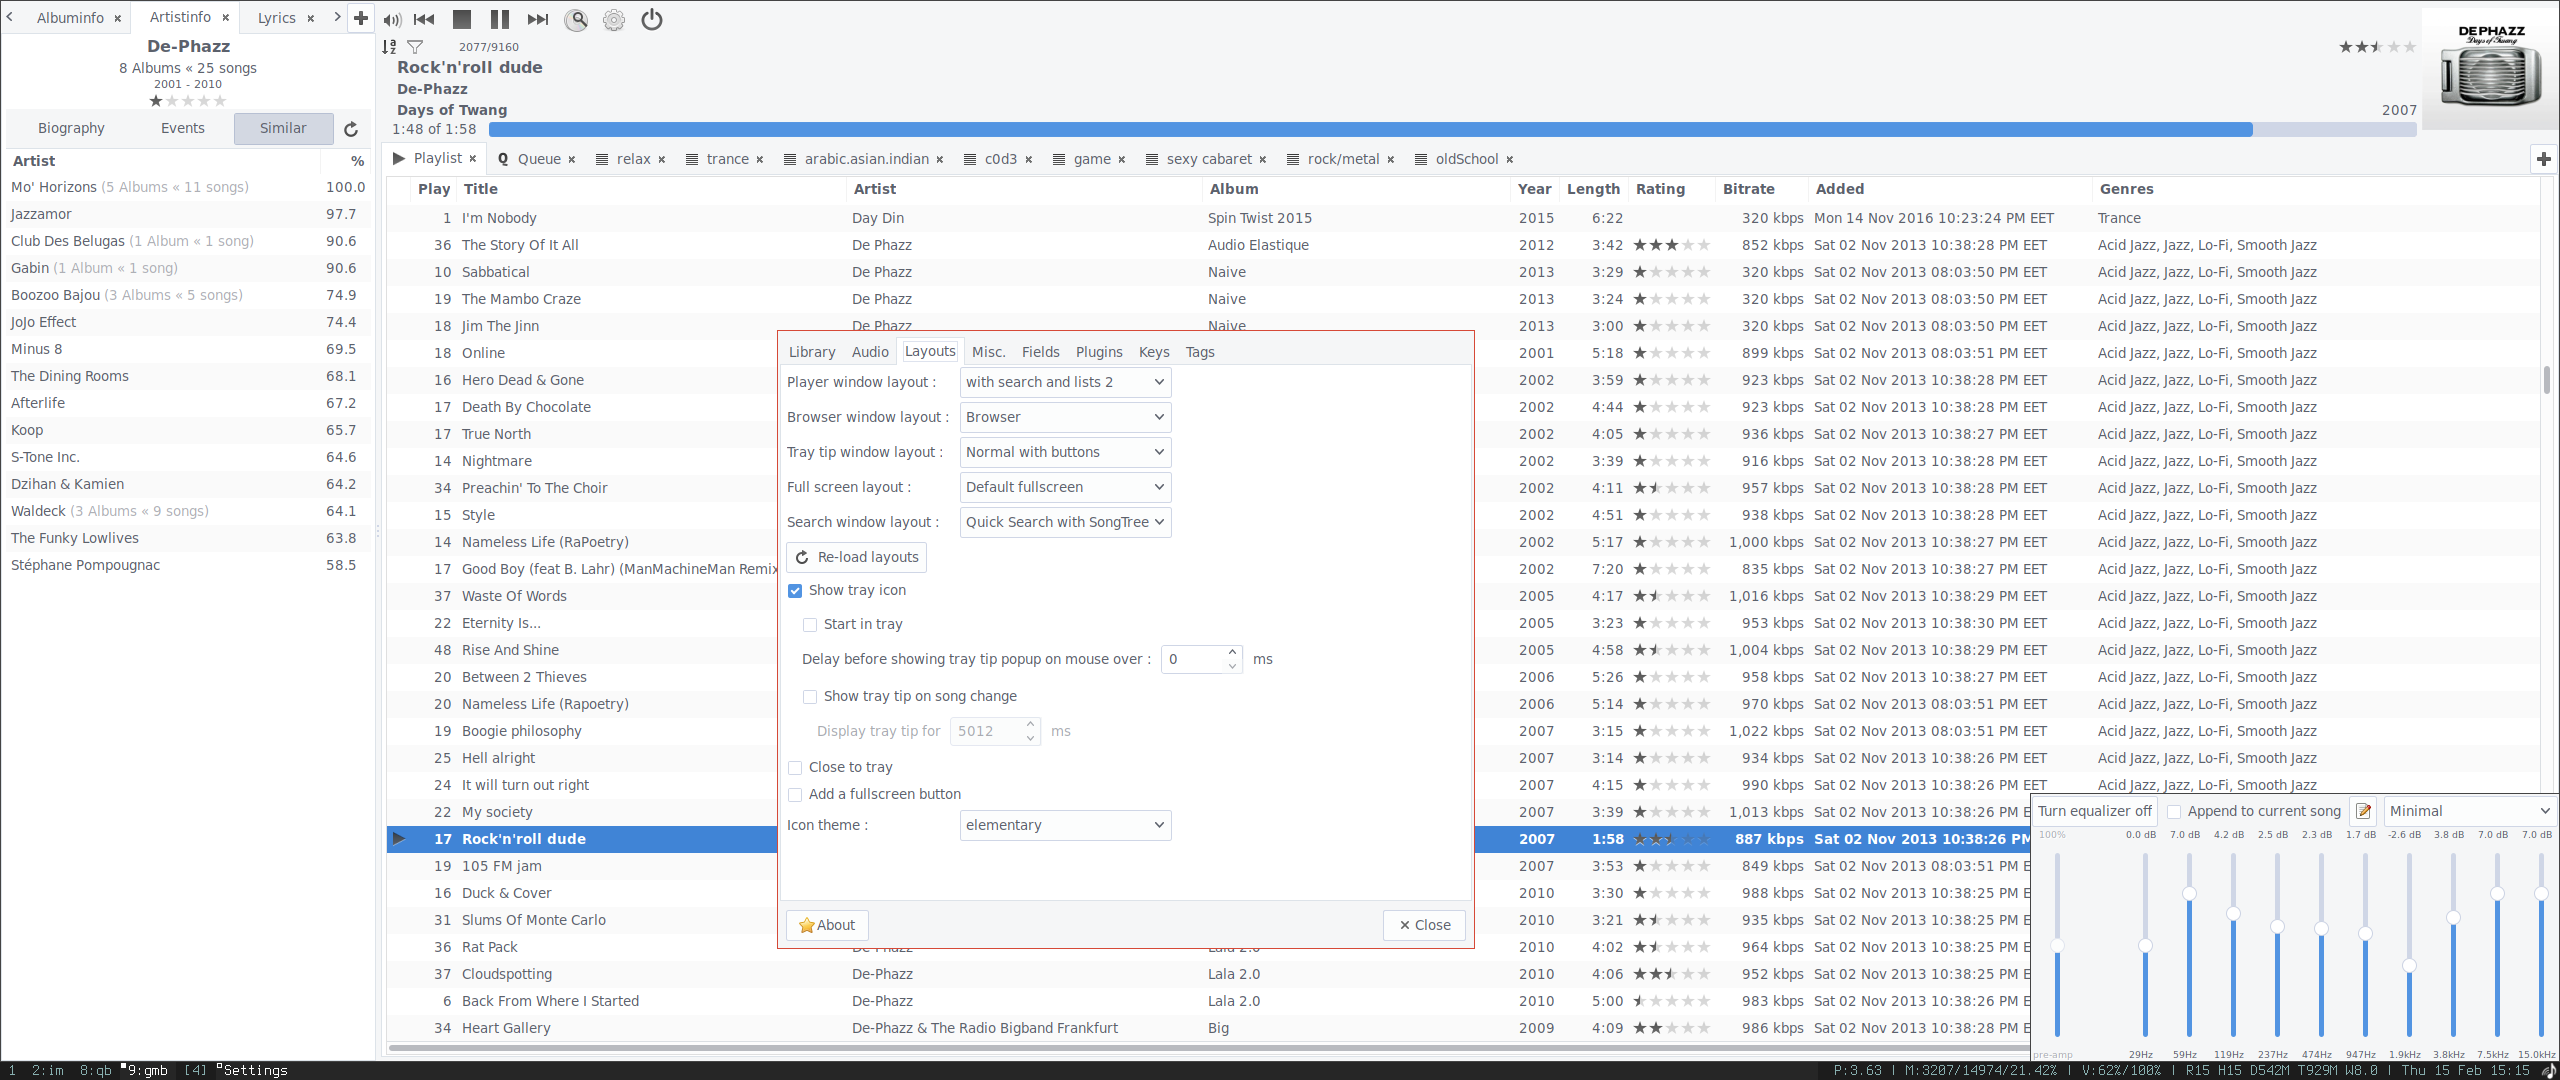 Albuminfo × Artistinfo × Lyrics ×
De-Phazz
8 Albums « 25 songs
2001 - 2010
Biography Events Similar
Artist %
Mo' Horizons (5 Albums « 11 songs) 100.0
Jazzamor 97.7
Club Des Belugas (1 Album « 1 song) 90.6
Gabin (1 Album « 1 song) 90.6
Boozoo Bajou (3 Albums « 5 songs) 74.9
JoJo Effect 74.4
Minus 8 69.5
The Dining Rooms 68.1
Afterlife 67.2
Koop 65.7
S-Tone Inc. 64.6
Dzihan & Kamien 64.2
Waldeck (3 Albums « 9 songs) 64.1
The Funky Lowlives 63.8
Stéphane Pompougnac 58.5
2077/9160
Rock'n'roll dude
De-Phazz
Days of Twang 2007
1:48 of 1:58
DEPHAZZ
Days of Twang
Playlist × Q Queue × relax × trance × arabic.asian.indian × c0d3 × game × sexy cabaret × rock/metal × oldSchool ×
Play Title Artist Album Year Length Rating Bitrate Added Genres
1 I'm Nobody Day Din Spin Twist 2015 2015 6:22 320 kbps Mon 14 Nov 2016 10:23:24 PM EET Trance
36 The Story Of It All De Phazz Audio Elastique 2012 3:42 852 kbps Sat 02 Nov 2013 10:38:28 PM EET Acid Jazz, Jazz, Lo-Fi, Smooth Jazz
10 Sabbatical De Phazz Naive 2013 3:29 320 kbps Sat 02 Nov 2013 08:03:50 PM EET Acid Jazz, Jazz, Lo-Fi, Smooth Jazz
19 The Mambo Craze De Phazz Naive 2013 3:24 320 kbps Sat 02 Nov 2013 08:03:50 PM EET Acid Jazz, Jazz, Lo-Fi, Smooth Jazz
18 Jim The Jinn De Phazz Naive 2013 3:00 320 kbps Sat 02 Nov 2013 08:03:50 PM EET Acid Jazz, Jazz, Lo-Fi, Smooth Jazz
18 Online 2001 5:18 899 kbps Sat 02 Nov 2013 08:03:51 PM EET Acid Jazz, Jazz, Lo-Fi, Smooth Jazz
16 Hero Dead & Gone 2002 3:59 923 kbps Sat 02 Nov 2013 10:38:28 PM EET Acid Jazz, Jazz, Lo-Fi, Smooth Jazz
17 Death By Chocolate 2002 4:44 923 kbps Sat 02 Nov 2013 10:38:28 PM EET Acid Jazz, Jazz, Lo-Fi, Smooth Jazz
17 True North 2002 4:05 936 kbps Sat 02 Nov 2013 10:38:27 PM EET Acid Jazz, Jazz, Lo-Fi, Smooth Jazz
14 Nightmare 2002 3:39 916 kbps Sat 02 Nov 2013 10:38:28 PM EET Acid Jazz, Jazz, Lo-Fi, Smooth Jazz
34 Preachin' To The Choir 2002 4:11 957 kbps Sat 02 Nov 2013 10:38:28 PM EET Acid Jazz, Jazz, Lo-Fi, Smooth Jazz
15 Style 2002 4:51 938 kbps Sat 02 Nov 2013 10:38:28 PM EET Acid Jazz, Jazz, Lo-Fi, Smooth Jazz
14 Nameless Life (RaPoetry) 2002 5:17 1,000 kbps Sat 02 Nov 2013 10:38:27 PM EET Acid Jazz, Jazz, Lo-Fi, Smooth Jazz
17 Good Boy (feat B. Lahr) (ManMachineMan Remix 2002 7:20 835 kbps Sat 02 Nov 2013 10:38:27 PM EET Acid Jazz, Jazz, Lo-Fi, Smooth Jazz
37 Waste Of Words 2005 4:17 1,016 kbps Sat 02 Nov 2013 10:38:29 PM EET Acid Jazz, Jazz, Lo-Fi, Smooth Jazz
22 Eternity Is... 2005 3:23 953 kbps Sat 02 Nov 2013 10:38:30 PM EET Acid Jazz, Jazz, Lo-Fi, Smooth Jazz
48 Rise And Shine 2005 4:58 1,004 kbps Sat 02 Nov 2013 10:38:29 PM EET Acid Jazz, Jazz, Lo-Fi, Smooth Jazz
20 Between 2 Thieves 2006 5:26 958 kbps Sat 02 Nov 2013 10:38:27 PM EET Acid Jazz, Jazz, Lo-Fi, Smooth Jazz
20 Nameless Life (Rapoetry) 2006 5:14 970 kbps Sat 02 Nov 2013 08:03:51 PM EET Acid Jazz, Jazz, Lo-Fi, Smooth Jazz
19 Boogie philosophy 2007 3:15 1,022 kbps Sat 02 Nov 2013 08:03:51 PM EET Acid Jazz, Jazz, Lo-Fi, Smooth Jazz
25 Hell alright 2007 3:14 934 kbps Sat 02 Nov 2013 10:38:26 PM EET Acid Jazz, Jazz, Lo-Fi, Smooth Jazz
24 It will turn out right 2007 4:15 990 kbps Sat 02 Nov 2013 10:38:26 PM EET Acid Jazz, Jazz, Lo-Fi, Smooth Jazz
22 My society 2007 3:39 1,013 kbps Sat 02 Nov 2013 10:38:26 PM E
17 Rock'n'roll dude 2007 1:58 887 kbps Sat 02 Nov 2013 10:38:26 PM
19 105 FM jam 2007 3:53 849 kbps Sat 02 Nov 2013 08:03:51 PM E
16 Duck & Cover 2010 3:30 988 kbps Sat 02 Nov 2013 10:38:25 PM E
31 Slums Of Monte Carlo 2010 3:21 935 kbps Sat 02 Nov 2013 10:38:25 PM E
36 Rat Pack De-Phazz Lala 2.0 2010 4:02 964 kbps Sat 02 Nov 2013 10:38:25 PM E
37 Cloudspotting De-Phazz Lala 2.0 2010 4:06 952 kbps Sat 02 Nov 2013 10:38:25 PM E
6 Back From Where I Started De-Phazz Lala 2.0 2010 5:00 983 kbps Sat 02 Nov 2013 10:38:26 PM E
34 Heart Gallery De-Phazz & The Radio Bigband Frankfurt Big 2009 4:09 986 kbps Sat 02 Nov 2013 10:38:28 PM E
Library Audio Layouts Misc. Fields Plugins Keys Tags
Player window layout : with search and lists 2
Browser window layout : Browser
Tray tip window layout : Normal with buttons
Full screen layout : Default fullscreen
Search window layout : Quick Search with SongTree
Re-load layouts
Show tray icon
Start in tray
Delay before showing tray tip popup on mouse over : 0 ms
Show tray tip on song change
Display tray tip for 5012 ms
Close to tray
Add a fullscreen button
Icon theme : elementary
About × Close
Turn equalizer off Append to current song Minimal
100% 0.0 dB 7.0 dB 4.2 dB 2.5 dB 2.3 dB 1.7 dB -2.6 dB 3.8 dB 7.0 dB 7.0 dB
pre-amp 29Hz 59Hz 119Hz 237Hz 474Hz 947Hz 1.9kHz 3.8kHz 7.5kHz 15.0kHz
1 2:im 8:qb 9:gmb [4] Settings P:3.63 | M:3207/14974/21.42% | V:62%/100% | R15 H15 D542M T929M W8.0 | Thu 15 Feb 15:15